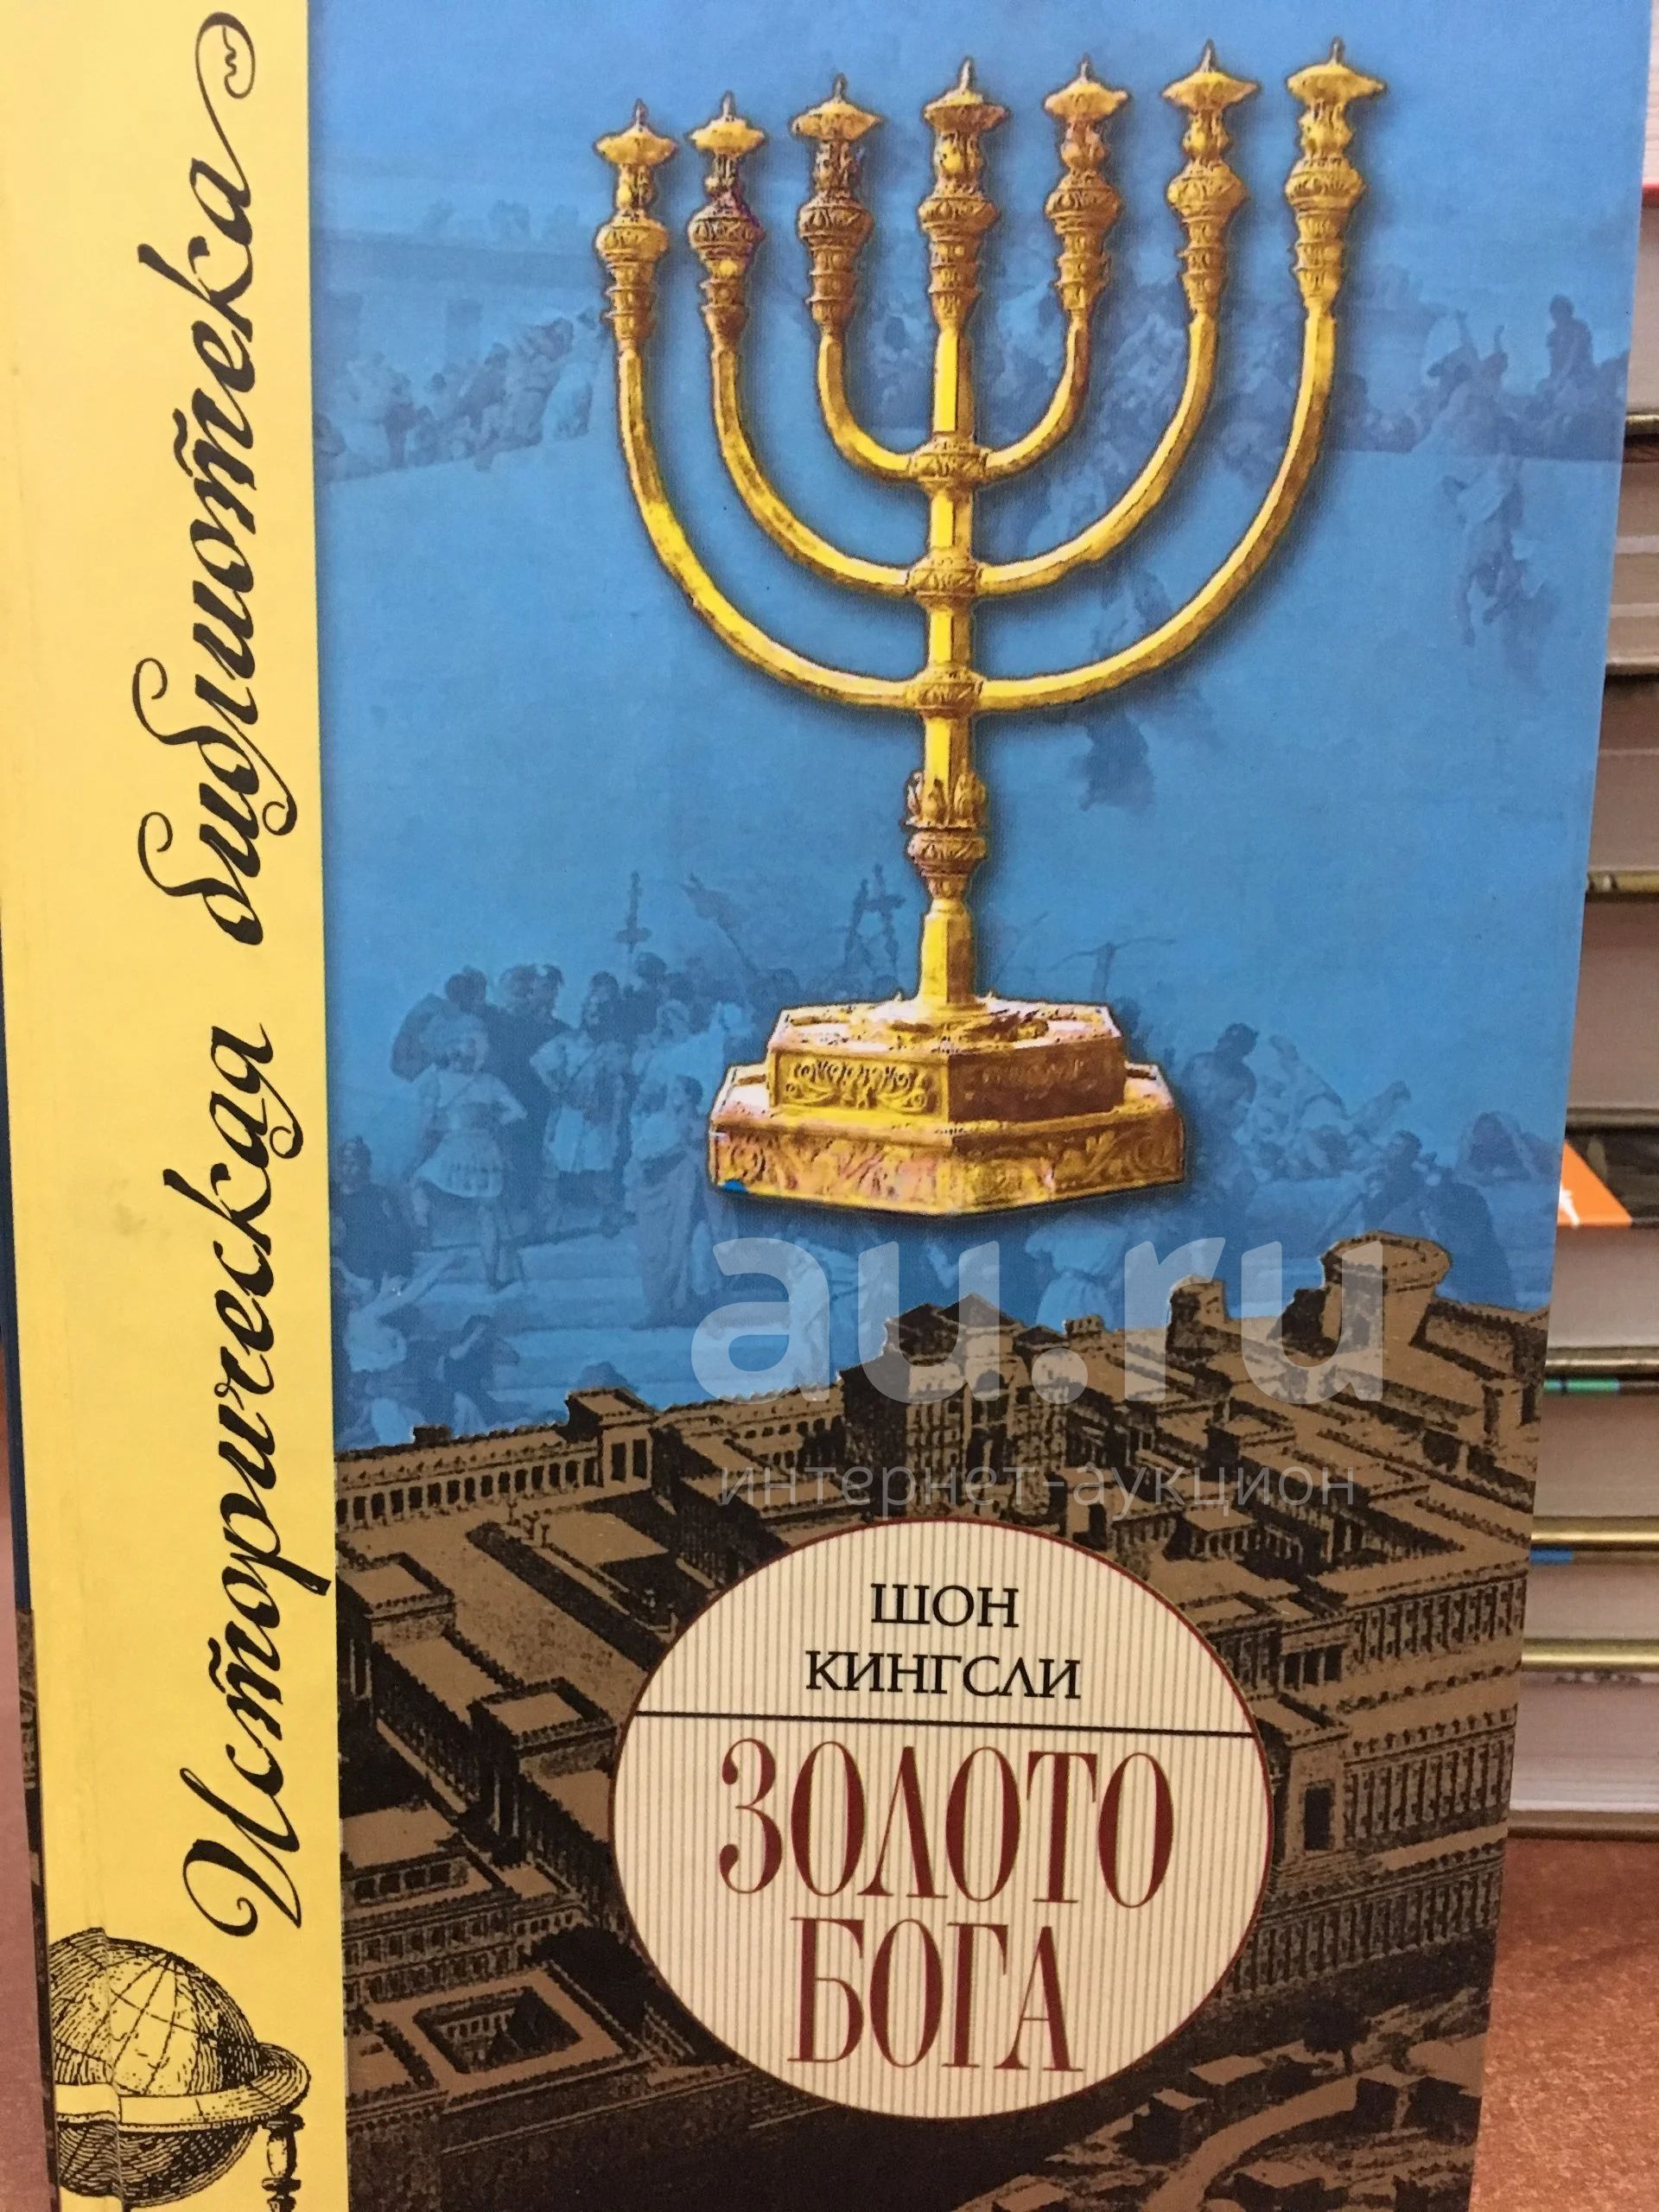 Историческая библиотека
au.ru
интернет-аукцион
ШОН
КИНГСЛИ
ЗОЛОТО
БОГА